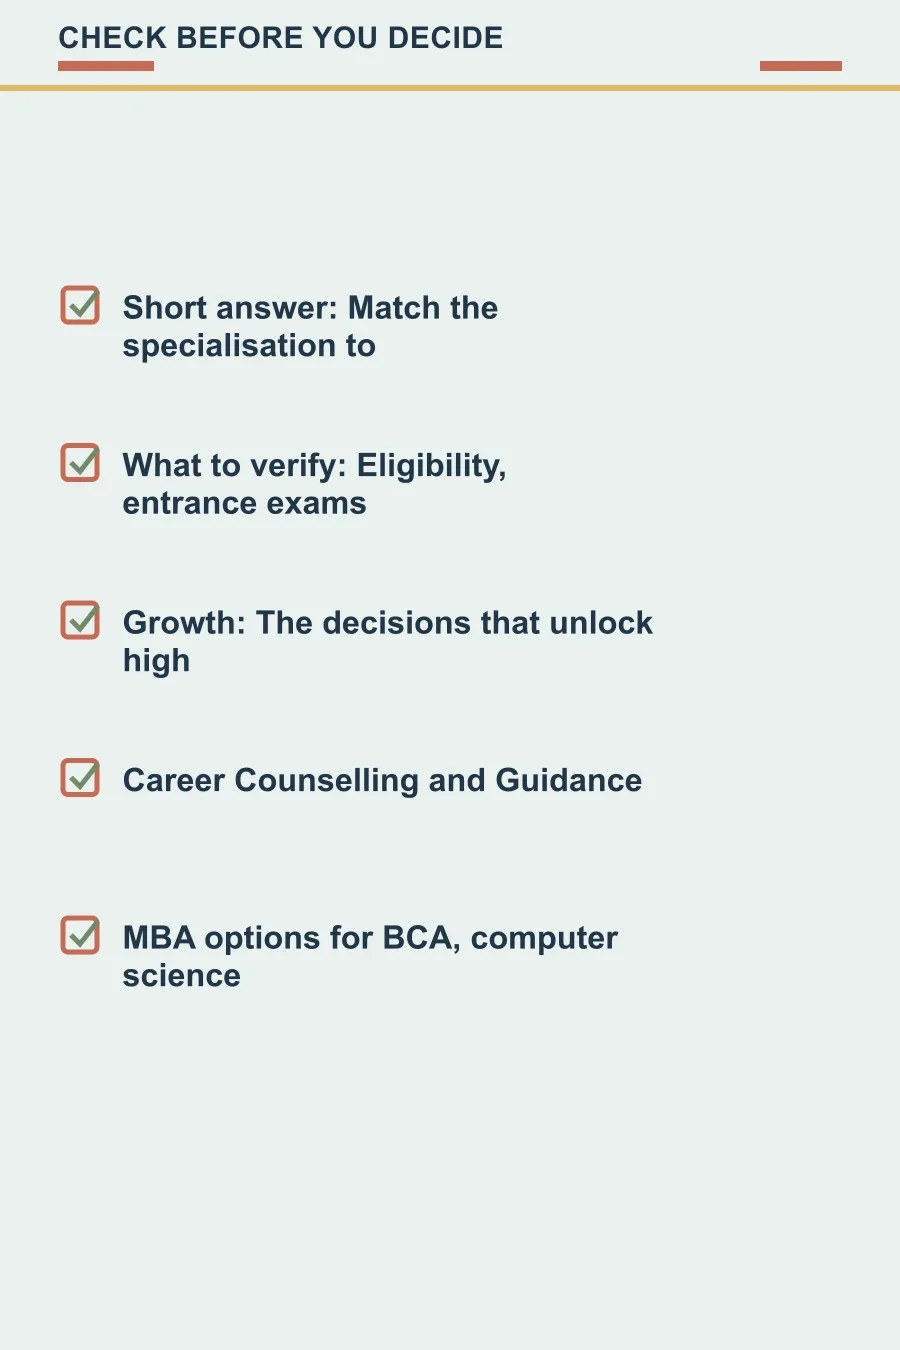 CHECK BEFORE YOU DECIDE
Short answer: Match the
specialisation to
What to verify: Eligibility,
entrance exams
Growth: The decisions that unlock
high
Career Counselling and Guidance
MBA options for BCA, computer
science